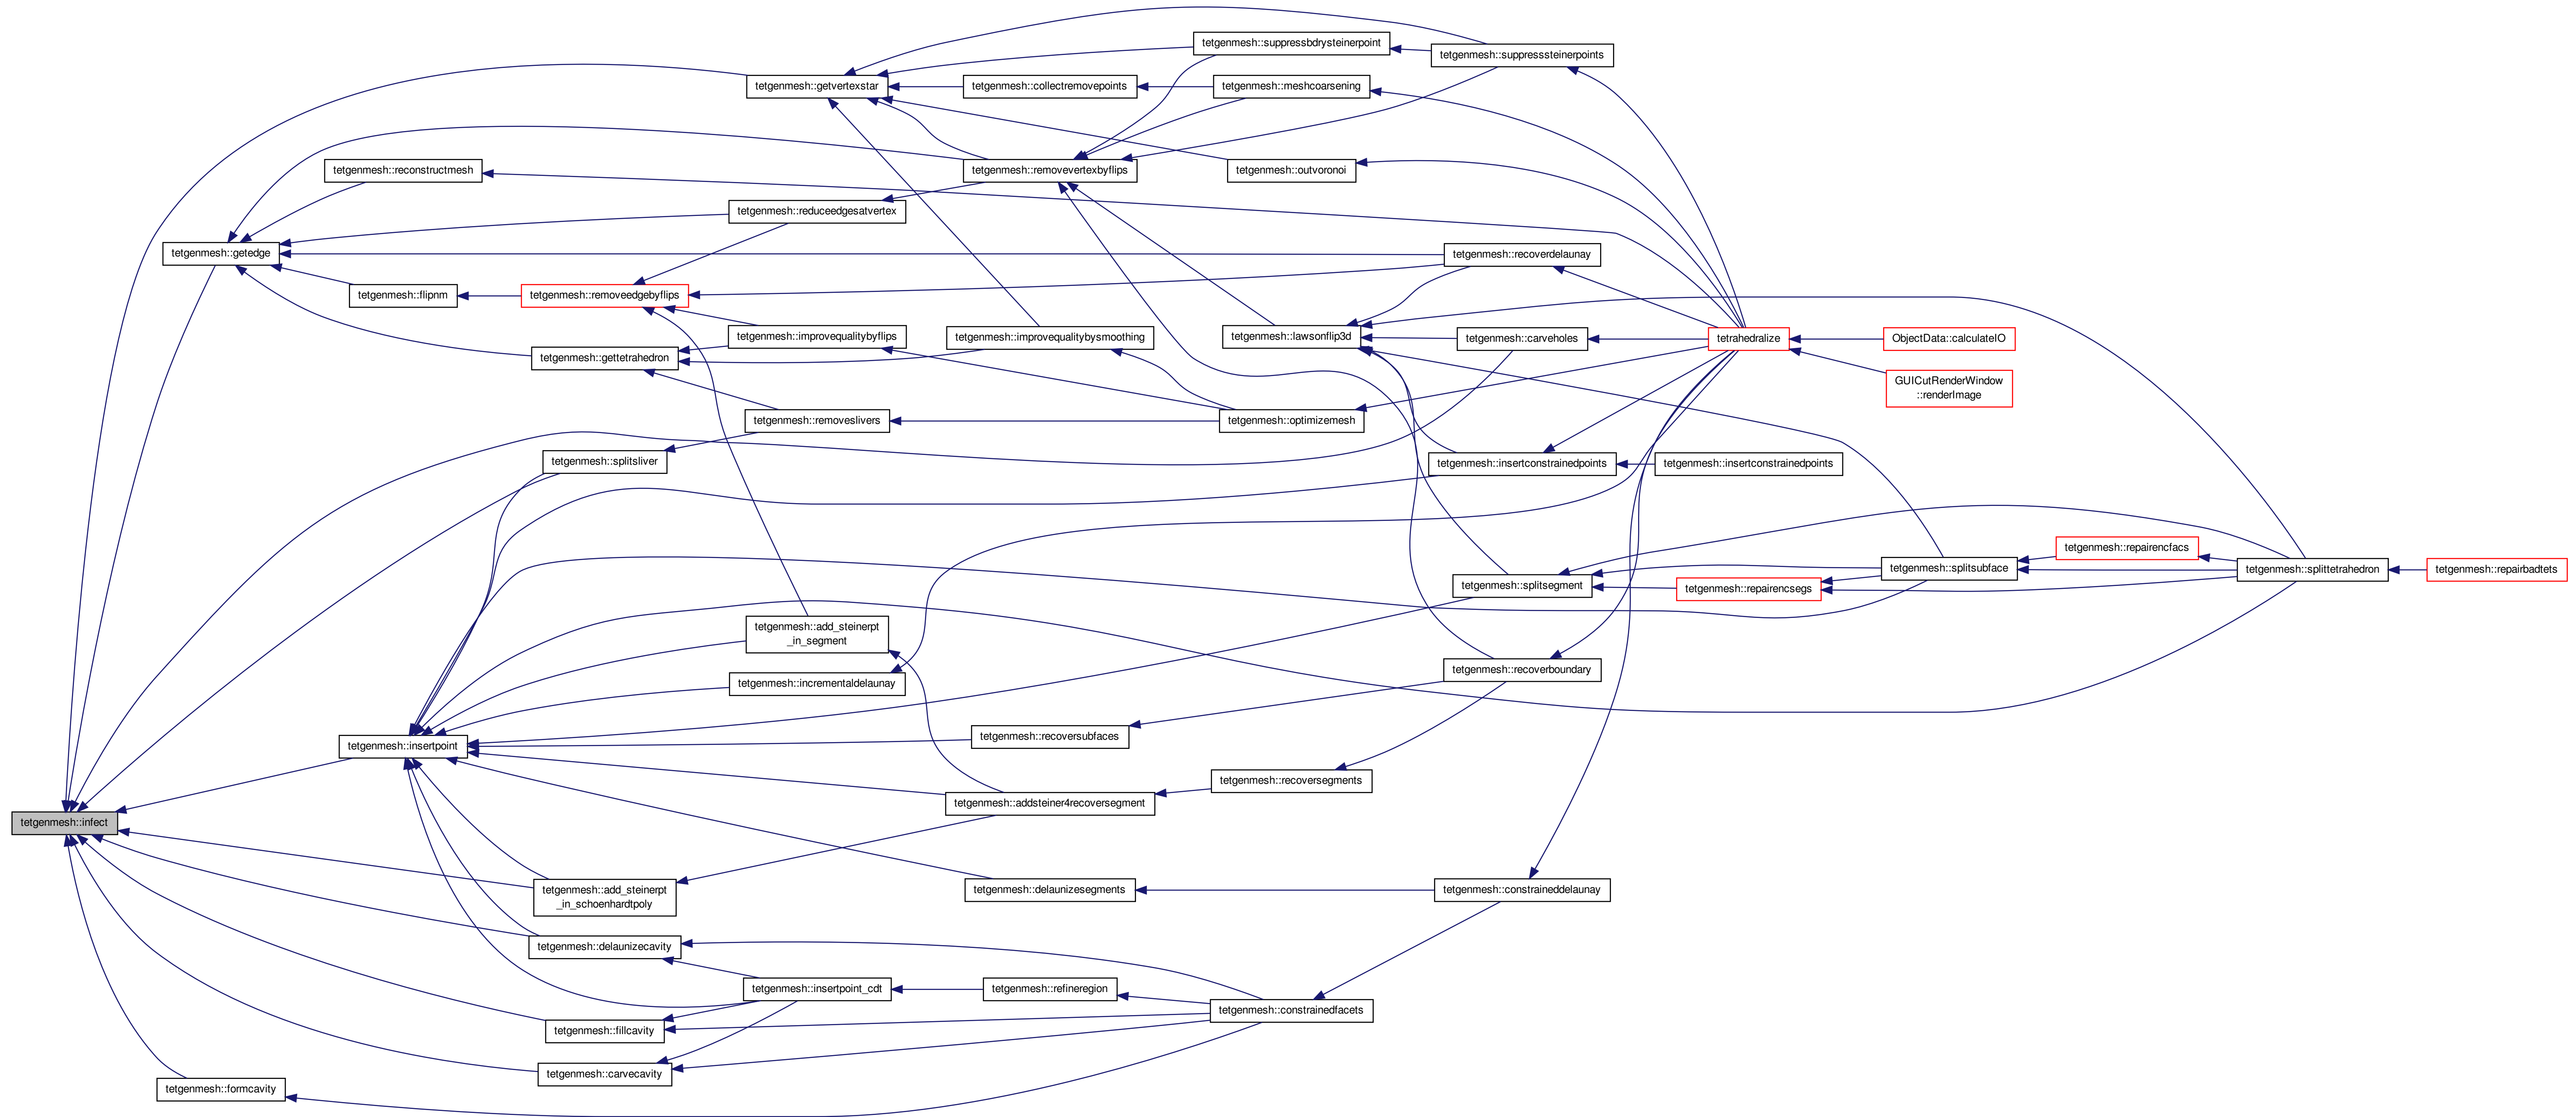 tetgenmesh::suppressbdrysteinerpoint
tetgenmesh::suppresssteinerpoints
tetgenmesh::getvertexstar
tetgenmesh::collectremovepoints
tetgenmesh::meshcoarsening
tetgenmesh::reconstructmesh
tetgenmesh::removevertexbyflips
tetgenmesh::outvoronoi
tetgenmesh::reduceedgesatvertex
tetgenmesh::getedge
tetgenmesh::recoverdelaunay
tetgenmesh::flipnm
tetgenmesh::removeedgebyflips
tetgenmesh::improvequalitybyflips
tetgenmesh::improvequalitybysmoothing
tetgenmesh::lawsonflip3d
tetgenmesh::carveholes
tetrahedralize
ObjectData::calculateIO
tetgenmesh::gettetrahedron
GUICutRenderWindow
::renderImage
tetgenmesh::removeslivers
tetgenmesh::optimizemesh
tetgenmesh::splitsliver
tetgenmesh::insertconstrainedpoints
tetgenmesh::insertconstrainedpoints
tetgenmesh::repairencfacs
tetgenmesh::splitsubface
tetgenmesh::splittetrahedron
tetgenmesh::repairbadtets
tetgenmesh::splitsegment
tetgenmesh::repairencsegs
tetgenmesh::add_steinerpt
_in_segment
tetgenmesh::recoverboundary
tetgenmesh::incrementaldelaunay
tetgenmesh::recoversubfaces
tetgenmesh::insertpoint
tetgenmesh::recoversegments
tetgenmesh::addsteiner4recoversegment
tetgenmesh::infect
tetgenmesh::add_steinerpt
_in_schoenhardtpoly
tetgenmesh::delaunizesegments
tetgenmesh::constraineddelaunay
tetgenmesh::delaunizecavity
tetgenmesh::insertpoint_cdt
tetgenmesh::refineregion
tetgenmesh::constrainedfacets
tetgenmesh::fillcavity
tetgenmesh::carvecavity
tetgenmesh::formcavity